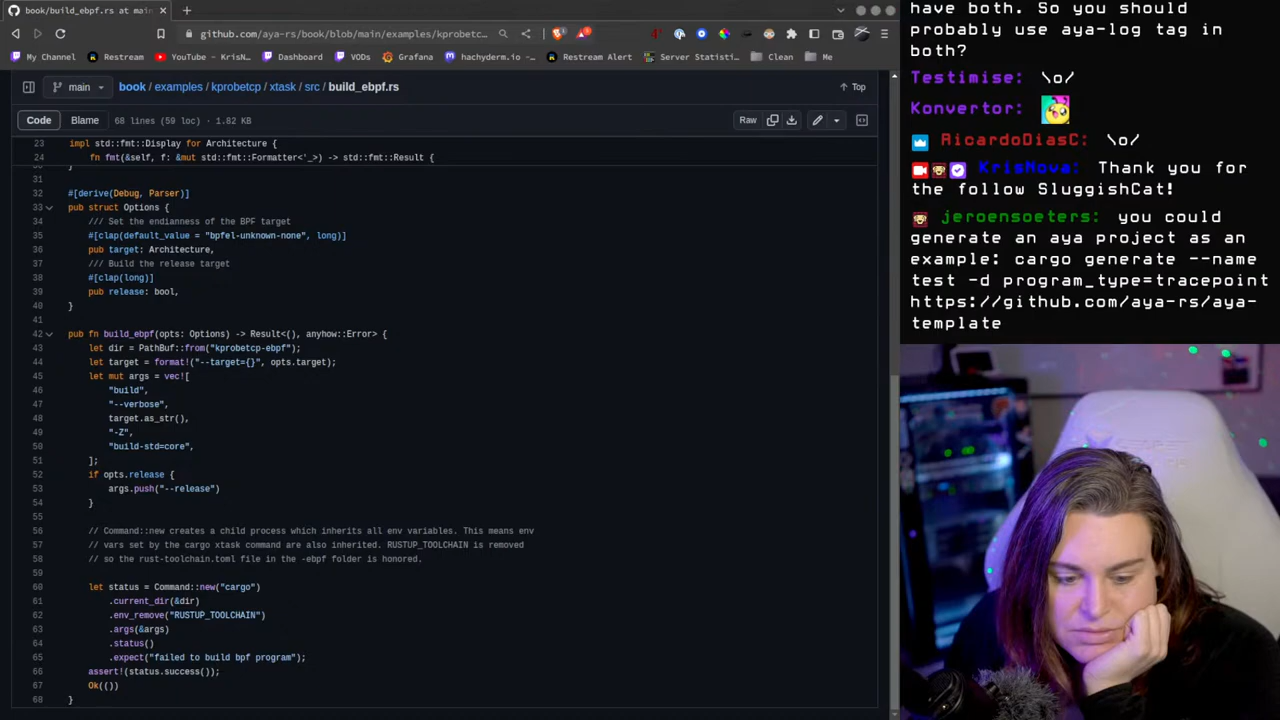 book/build_ebpf.rs at main
github.com/aya-rs/book/blob/main/examples/kprobetc...
My Channel
Restream
YouTube – KrisN...
Dashboard
VODs
Grafana
hachyderm.io -...
Restream Alert
Server Statisti...
Clean
Me
main
book / examples / kprobetcp / xtask / src / build_ebpf.rs
Top
Code
Blame
68 lines (59 loc) · 1.82 KB
Raw
23 impl std::fmt::Display for Architecture {
24 fn fmt(&self, f: &mut std::fmt::Formatter<'_>) -> std::fmt::Result {
30 }
31
32 #[derive(Debug, Parser)]
33 pub struct Options {
34 /// Set the endianness of the BPF target
35 #[clap(default_value = "bpfel-unknown-none", long)]
36 pub target: Architecture,
37 /// Build the release target
38 #[clap(long)]
39 pub release: bool,
40 }
41
42 pub fn build_ebpf(opts: Options) -> Result<(), anyhow::Error> {
43 let dir = PathBuf::from("kprobetcp-ebpf");
44 let target = format!("--target={}", opts.target);
45 let mut args = vec![
46 "build",
47 "--verbose",
48 target.as_str(),
49 "-Z",
50 "build-std=core",
51 ];
52 if opts.release {
53 args.push("--release")
54 }
55
56 // Command::new creates a child process which inherits all env variables. This means env
57 // vars set by the cargo xtask command are also inherited. RUSTUP_TOOLCHAIN is removed
58 // so the rust-toolchain.toml file in the -ebpf folder is honored.
59
60 let status = Command::new("cargo")
61 .current_dir(&dir)
62 .env_remove("RUSTUP_TOOLCHAIN")
63 .args(&args)
64 .status()
65 .expect("failed to build bpf program");
66 assert!(status.success());
67 Ok(())
68 }
have both. So you should
probably use aya-log tag in
both?
Testimise: \o/
Konvertor:
RicardoDiasC: \o/
KrisNova: Thank you for
the follow SluggishCat!
jeroensoeters: you could
generate an aya project as an
example: cargo generate --name
test -d program_type=tracepoint
https://github.com/aya-rs/aya-
template